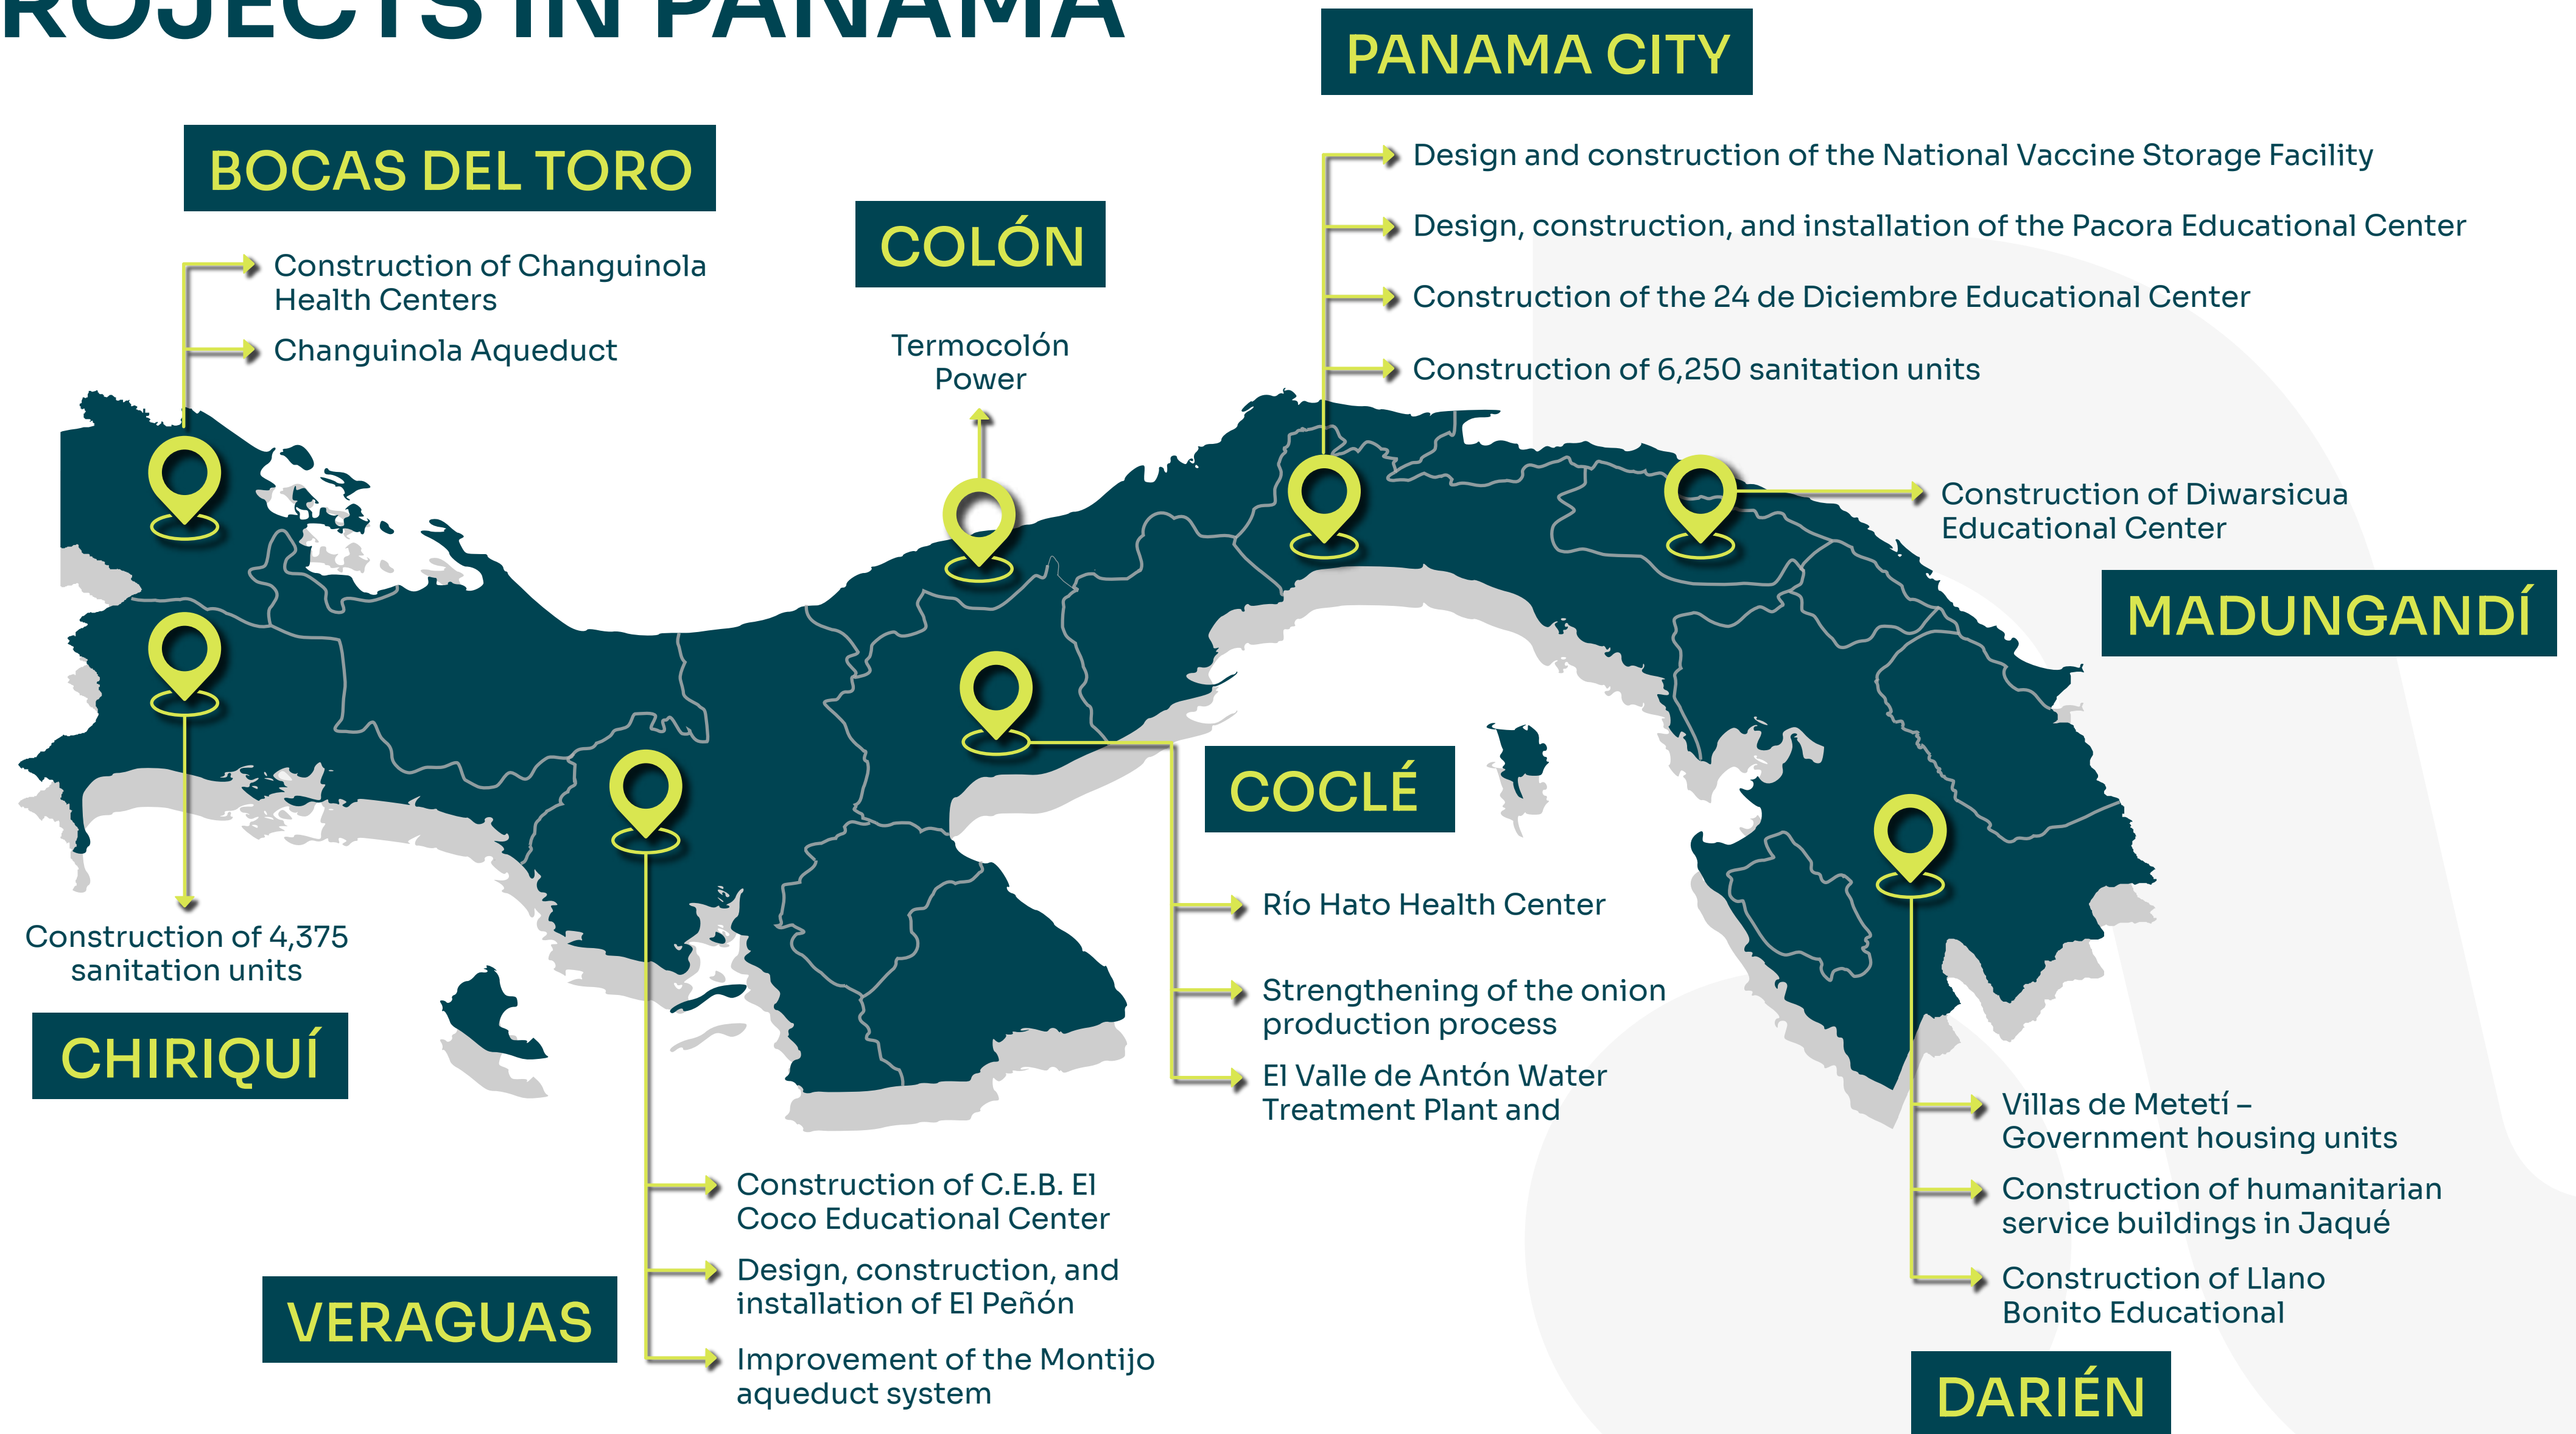 ROJECTS IN PANAMA
PANAMA CITY
Design and construction of the National Vaccine Storage Facility
Design, construction, and installation of the Pacora Educational Center
Construction of the 24 de Diciembre Educational Center
Construction of 6,250 sanitation units
BOCAS DEL TORO
Construction of Changuinola
Health Centers
Changuinola Aqueduct
COLÓN
Termocolón
Power
Construction of Diwarsicua
Educational Center
MADUNGANDÍ
COCLÉ
Río Hato Health Center
Strengthening of the onion
production process
El Valle de Antón Water
Treatment Plant and
Construction of 4,375
sanitation units
CHIRIQUÍ
Construction of C.E.B. El
Coco Educational Center
Design, construction, and
installation of El Peñón
Improvement of the Montijo
aqueduct system
VERAGUAS
Villas de Metetí –
Government housing units
Construction of humanitarian
service buildings in Jaqué
Construction of Llano
Bonito Educational
DARIÉN